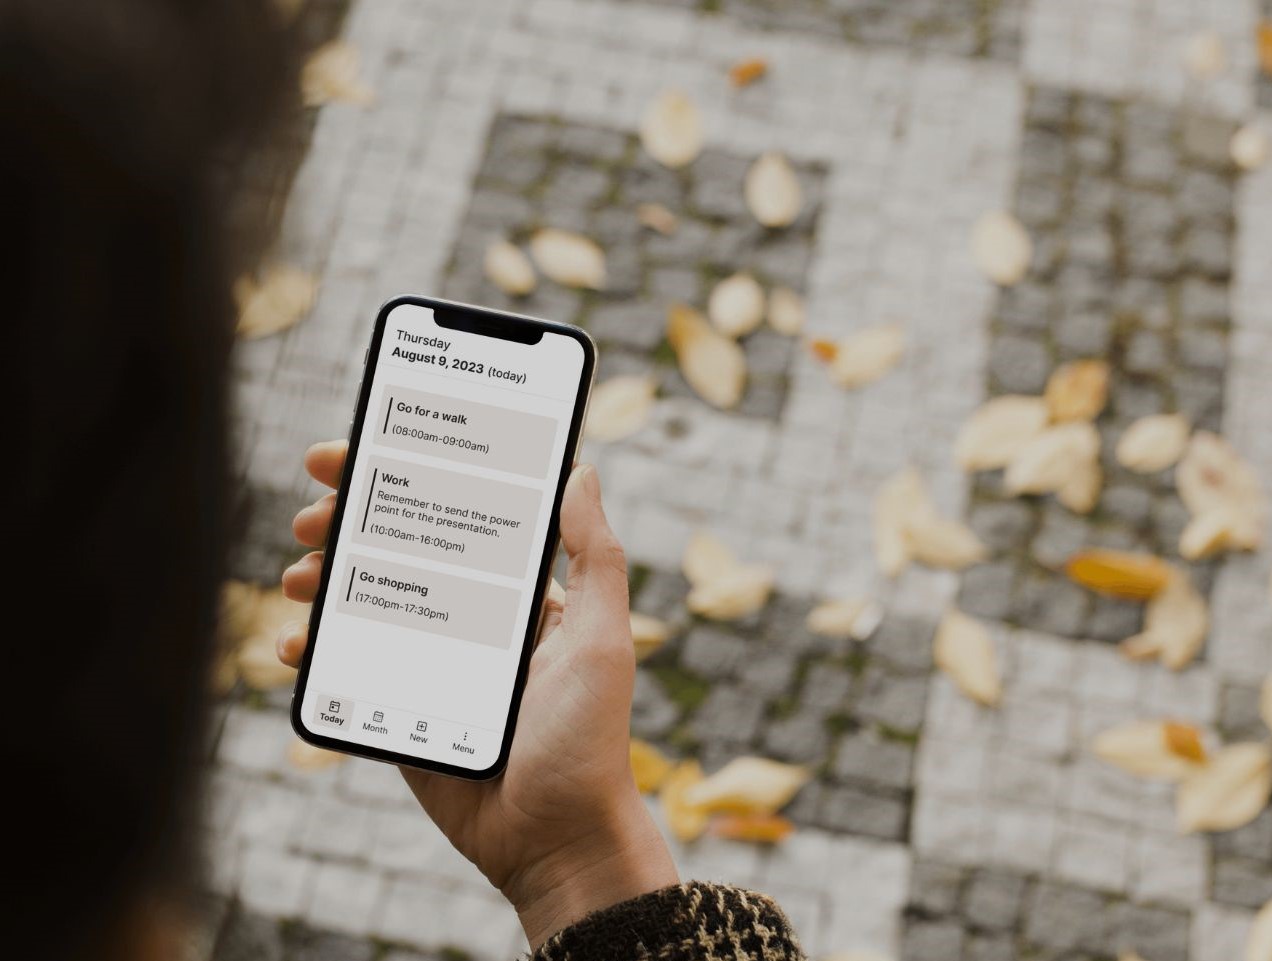 Thursday
August 9, 2023 (today)
Go for a walk
(08:00am-09:00am)
Work
Remember to send the power
point for the presentation.
(10:00am-16:00pm)
Go shopping
(17:00pm-17:30pm)
Today Month New Menu